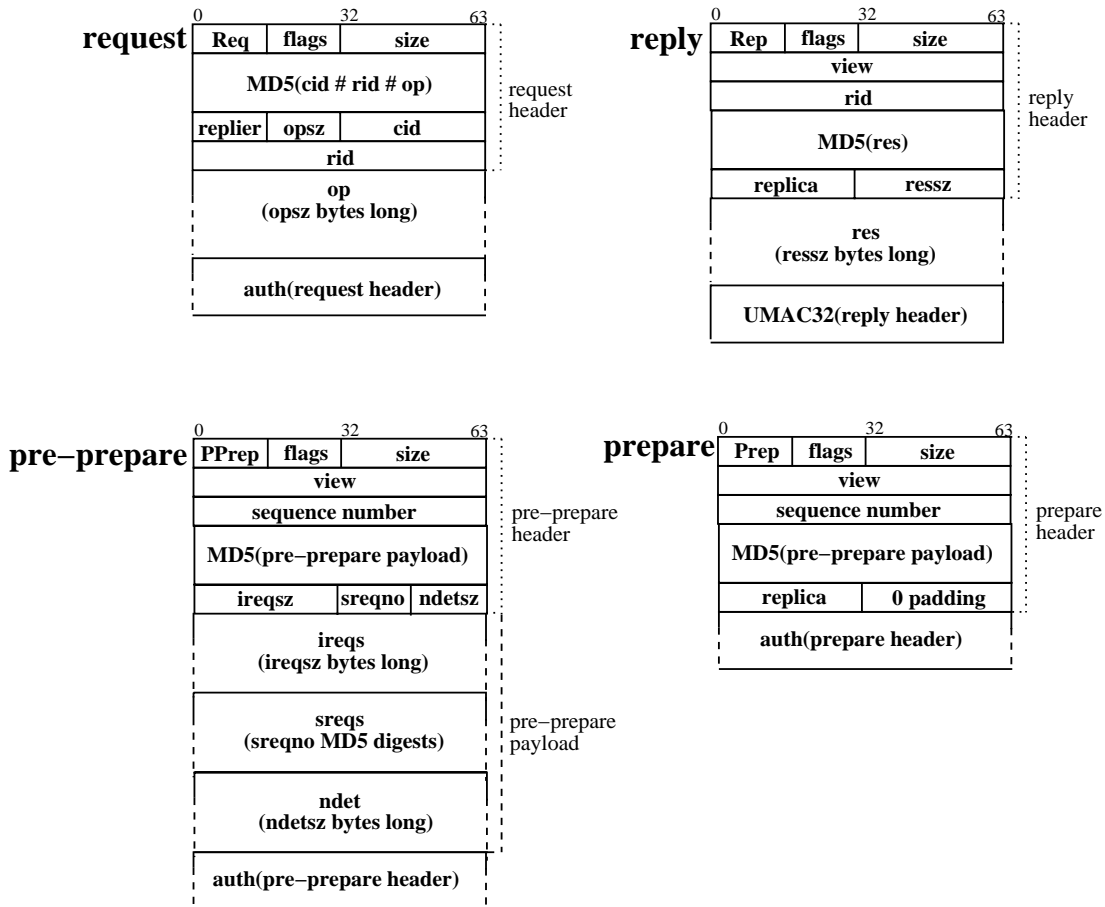 0 32 63
request Req flags size
MD5(cid # rid # op)
request
header
replier opsz cid
rid
op
(opsz bytes long)
auth(request header)
0 32 63
reply Rep flags size
view
rid
reply
header
MD5(res)
replica ressz
res
(ressz bytes long)
UMAC32(reply header)
0 32 63
pre−prepare PPrep flags size
view
sequence number
pre−prepare
header
MD5(pre−prepare payload)
ireqsz sreqno ndetsz
ireqs
(ireqsz bytes long)
sreqs
(sreqno MD5 digests)
pre−prepare
payload
ndet
(ndetsz bytes long)
auth(pre−prepare header)
0 32 63
prepare Prep flags size
view
sequence number
prepare
header
MD5(pre−prepare payload)
replica 0 padding
auth(prepare header)